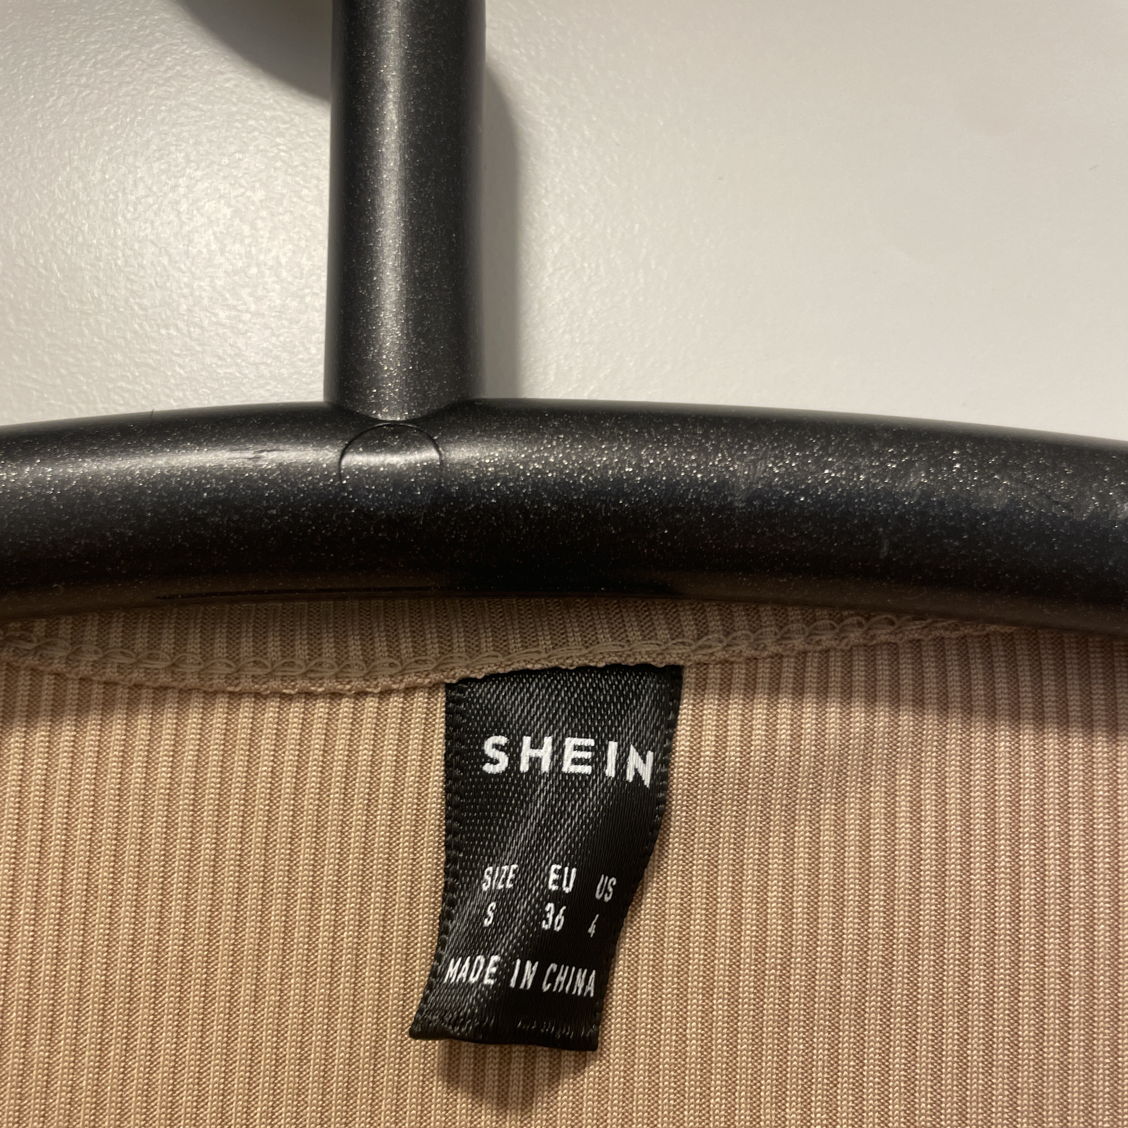 SHEIN
SIZE EU US
S 36 4
MADE IN CHINA